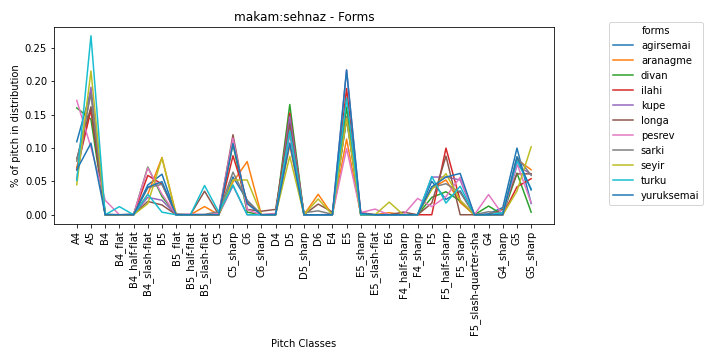 makam:sehnaz - Forms
% of pitch in distribution
0.25
0.20
0.15
0.10
0.05
0.00
A4
A5
B4
B4_flat
B4_half-flat
B4_slash-flat
B5
B5_flat
B5_half-flat
B5_slash-flat
C5
C5_sharp
C6
C6_sharp
D4
D5
D5_sharp
D6
E4
E5
E5_sharp
E5_slash-flat
E6
F4_half-sharp
F4_sharp
F5
F5_half-sharp
F5_sharp
F5_slash-quarter-sha
G4
G4_sharp
G5
G5_sharp
Pitch Classes
forms
agirsemai
aranagme
divan
ilahi
kupe
longa
pesrev
sarki
seyir
turku
yuruksemai